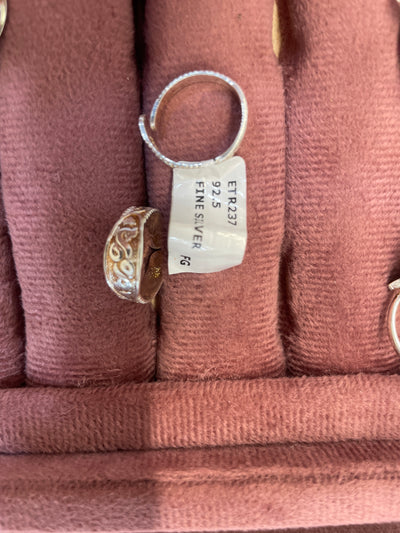 ETR237
92.5
FINE SILVER
FG